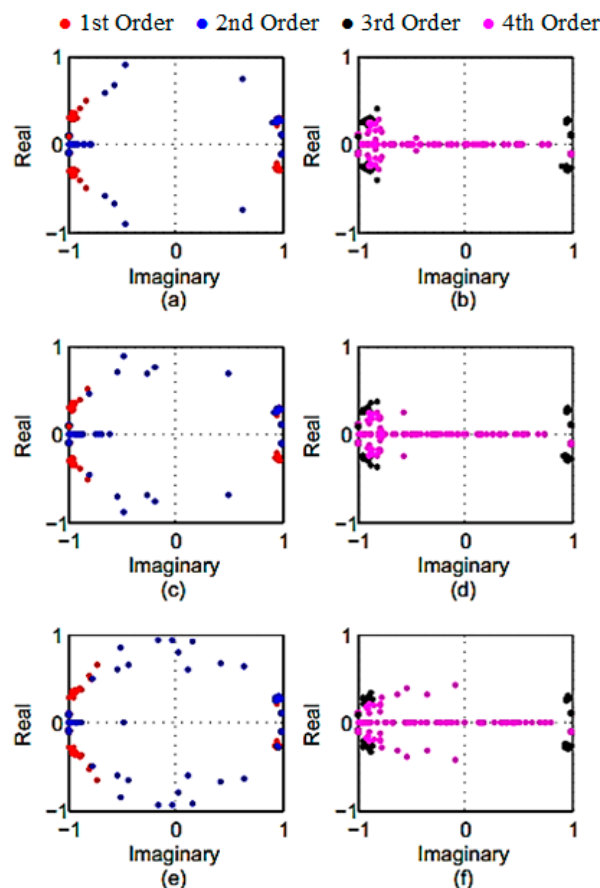 1st Order 2nd Order 3rd Order 4th Order
1 1
Real 0 Real 0
−1 −1
−1 0 1 −1 0 1
Imaginary Imaginary
(a) (b)
1 1
Real 0 Real 0
−1 −1
−1 0 1 −1 0 1
Imaginary Imaginary
(c) (d)
1 1
Real 0 Real 0
−1 −1
−1 0 1 −1 0 1
Imaginary Imaginary
(e) (f)